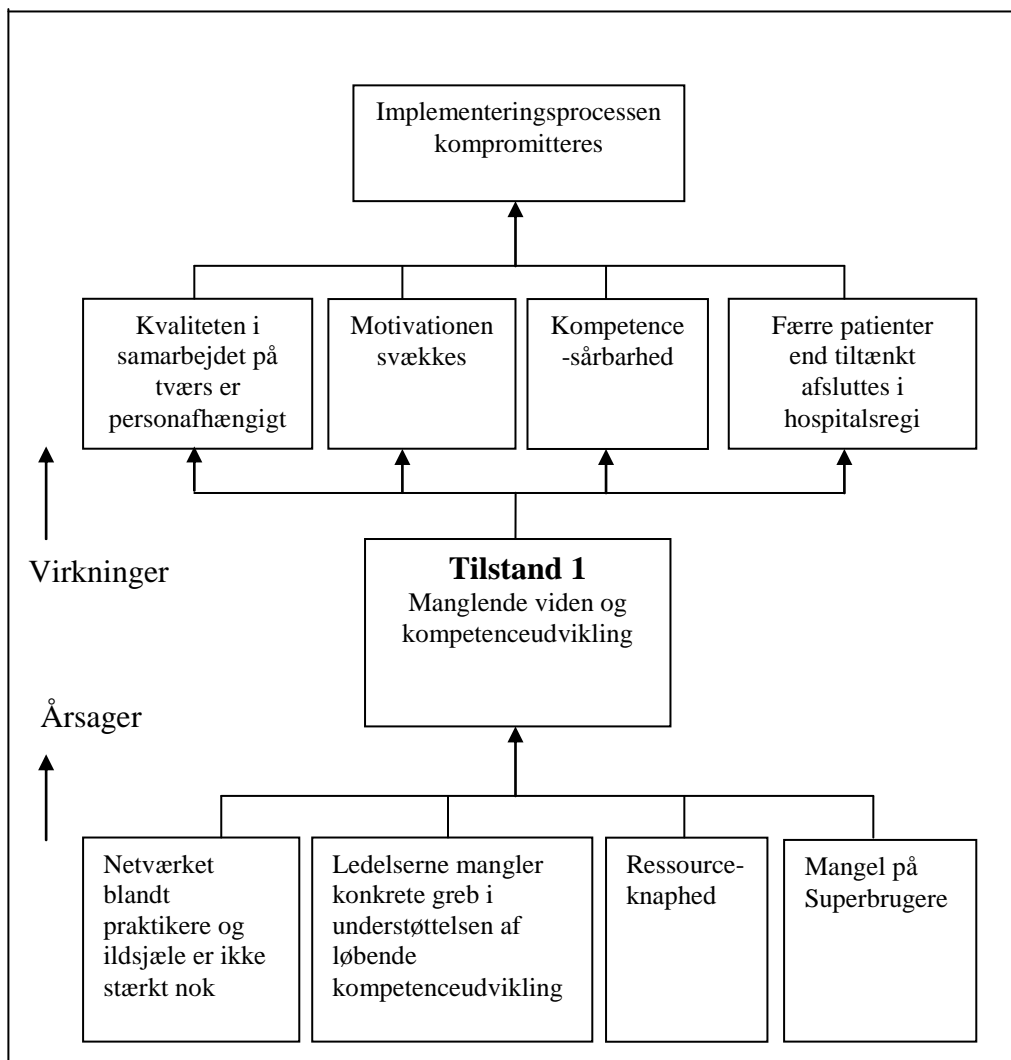 Implementeringsprocessen
kompromitteres
Kvaliteten i
samarbejdet på
tværs er
personafhængigt
Motivationen
svækkes
Kompetence
-sårbarhed
Færre patienter
end tiltænkt
afsluttes i
hospitalsregi
Virkninger
Tilstand 1
Manglende viden og
kompetenceudvikling
Årsager
Netværket
blandt
praktikere og
ildsjæle er ikke
stærkt nok
Ledelserne mangler
konkrete greb i
understøttelsen af
løbende
kompetenceudvikling
Ressource-
knaphed
Mangel på
Superbrugere